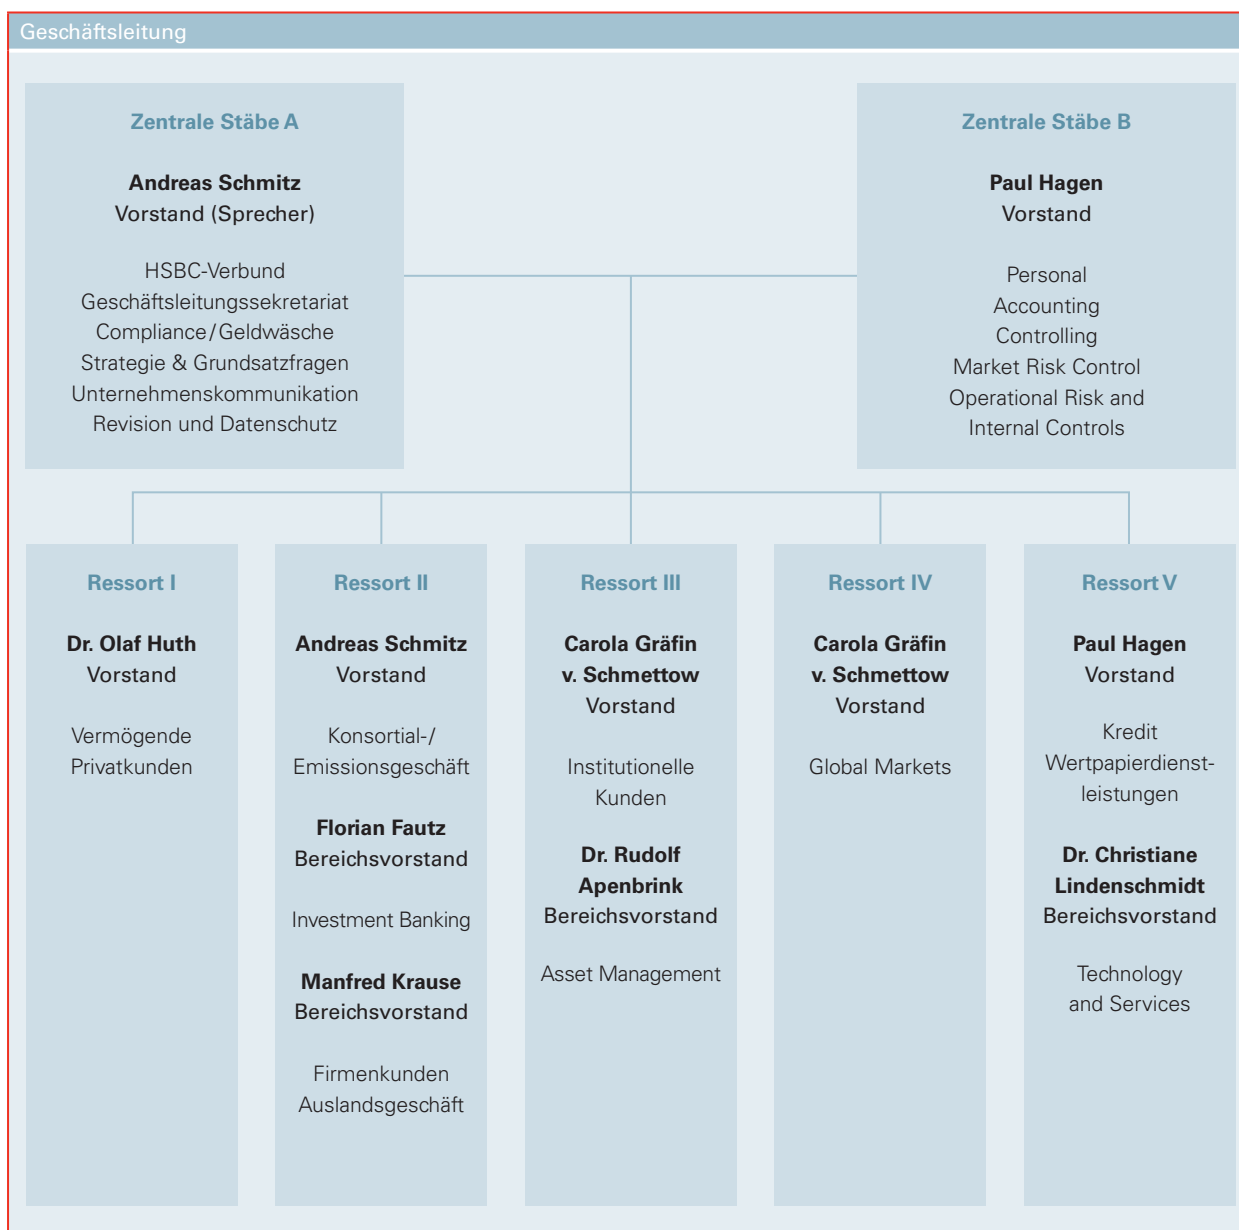 Geschäftsleitung
Zentrale Stäbe A
Andreas Schmitz
Vorstand (Sprecher)
HSBC-Verbund
Geschäftsleitungssekretariat
Compliance/Geldwäsche
Strategie & Grundsatzfragen
Unternehmenskommunikation
Revision und Datenschutz
Zentrale Stäbe B
Paul Hagen
Vorstand
Personal
Accounting
Controlling
Market Risk Control
Operational Risk and
Internal Controls
Ressort I
Dr. Olaf Huth
Vorstand
Vermögende
Privatkunden
Ressort II
Andreas Schmitz
Vorstand
Konsortial-/
Emissionsgeschäft
Florian Fautz
Bereichsvorstand
Investment Banking
Manfred Krause
Bereichsvorstand
Firmenkunden
Auslandsgeschäft
Ressort III
Carola Gräfin
v. Schmettow
Vorstand
Institutionelle
Kunden
Dr. Rudolf
Apenbrink
Bereichsvorstand
Asset Management
Ressort IV
Carola Gräfin
v. Schmettow
Vorstand
Global Markets
Ressort V
Paul Hagen
Vorstand
Kredit
Wertpapierdienst-
leistungen
Dr. Christiane
Lindenschmidt
Bereichsvorstand
Technology
and Services